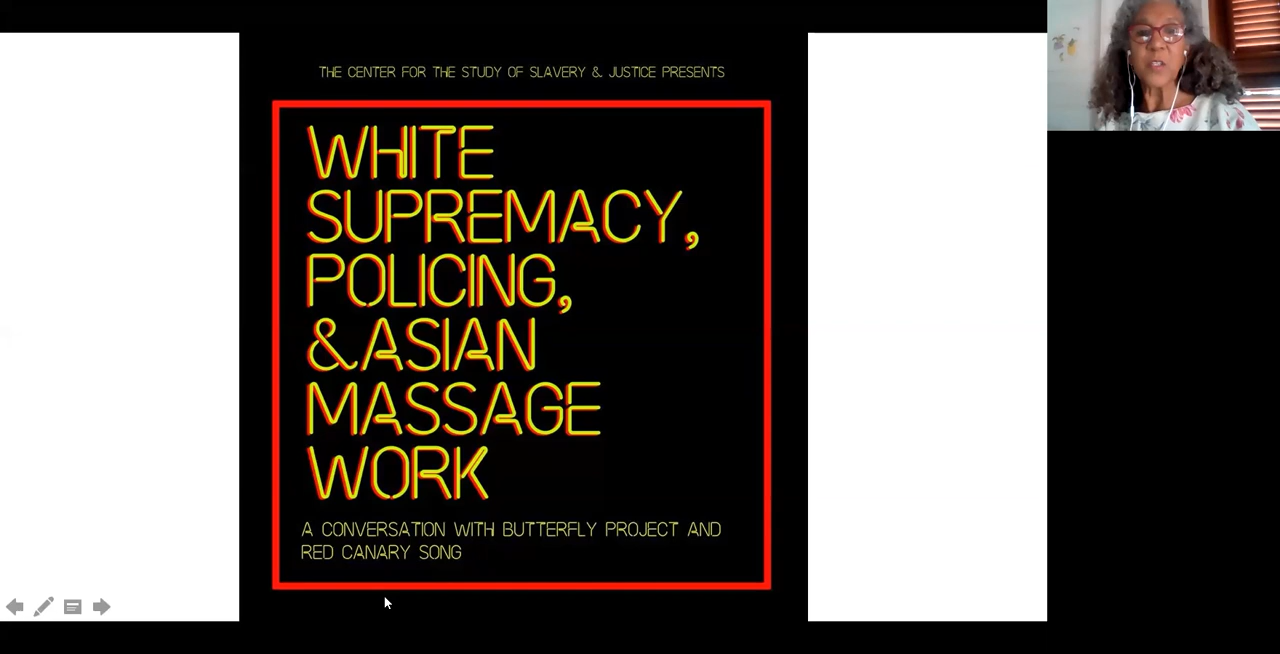 THE CENTER FOR THE STUDY OF SLAVERY & JUSTICE PRESENTS
WHITE
SUPREMACY,
POLICING,
& ASIAN
MASSAGE
WORK
A CONVERSATION WITH BUTTERFLY PROJECT AND
RED CANARY SONG